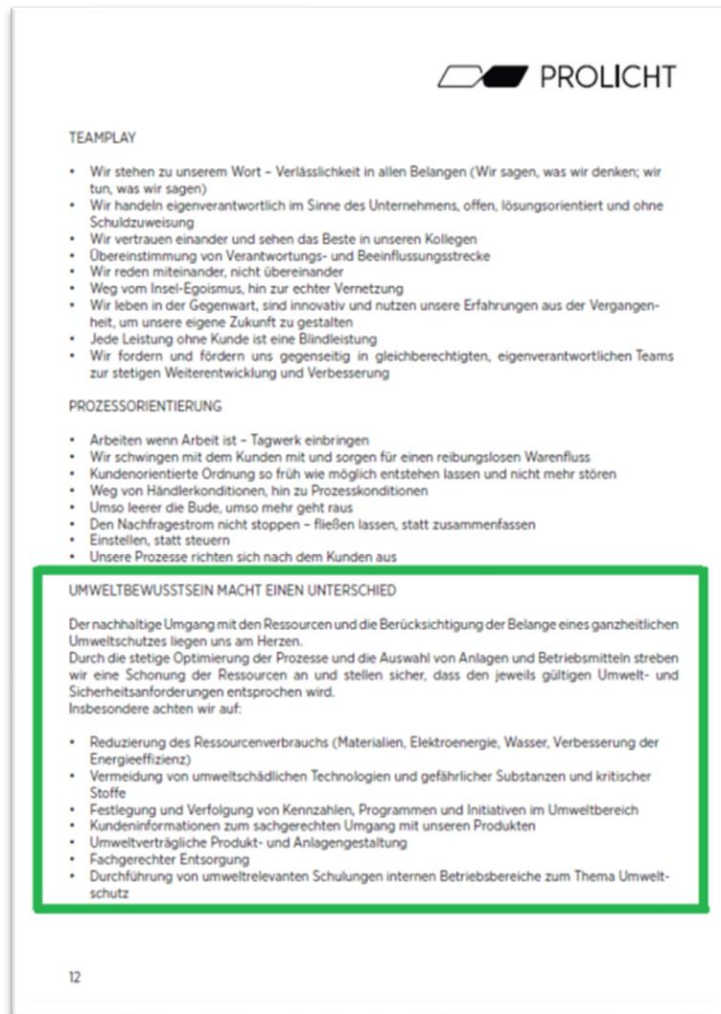 PROLICHT
TEAMPLAY
• Wir stehen zu unserem Wort – Verlässlichkeit in allen Belangen (Wir sagen, was wir denken; wir
tun, was wir sagen)
• Wir handeln eigenverantwortlich im Sinne des Unternehmens, offen, lösungsorientiert und ohne
Schuldzuweisung
• Wir vertrauen einander und sehen das Beste in unseren Kollegen
• Übereinstimmung von Verantwortungs- und Beeinflussungsstrecke
• Wir reden miteinander, nicht übereinander
• Weg vom Insel-Egoismus, hin zur echter Vernetzung
• Wir leben in der Gegenwart, sind innovativ und nutzen unsere Erfahrungen aus der Vergangen-
heit, um unsere eigene Zukunft zu gestalten
• Jede Leistung ohne Kunde ist eine Blindleistung
• Wir fordern und fördern uns gegenseitig in gleichberechtigten, eigenverantwortlichen Teams
zur stetigen Weiterentwicklung und Verbesserung
PROZESSORIENTIERUNG
• Arbeiten wenn Arbeit ist – Tagwerk einbringen
• Wir schwingen mit dem Kunden mit und sorgen für einen reibungslosen Warenfluss
• Kundenorientierte Ordnung so früh wie möglich entstehen lassen und nicht mehr stören
• Weg von Händlerkonditionen, hin zu Prozesskonditionen
• Umso leerer die Bude, umso mehr geht raus
• Den Nachfragestrom nicht stoppen – fließen lassen, statt zusammenfassen
• Einstellen, statt steuern
• Unsere Prozesse richten sich nach dem Kunden aus
UMWELTBEWUSSTSEIN MACHT EINEN UNTERSCHIED
Der nachhaltige Umgang mit den Ressourcen und die Berücksichtigung der Belange eines ganzheitlichen
Umweltschutzes liegen uns am Herzen.
Durch die stetige Optimierung der Prozesse und die Auswahl von Anlagen und Betriebsmitteln streben
wir eine Schonung der Ressourcen an und stellen sicher, dass den jeweils gültigen Umwelt- und
Sicherheitsanforderungen entsprochen wird.
Insbesondere achten wir auf:
• Reduzierung des Ressourcenverbrauchs (Materialien, Elektroenergie, Wasser, Verbesserung der
Energieeffizienz)
• Vermeidung von umweltschädlichen Technologien und gefährlicher Substanzen und kritischer
Stoffe
• Festlegung und Verfolgung von Kennzahlen, Programmen und Initiativen im Umweltbereich
• Kundeninformationen zum sachgerechten Umgang mit unseren Produkten
• Umweltverträgliche Produkt- und Anlagengestaltung
• Fachgerechter Entsorgung
• Durchführung von umweltrelevanten Schulungen internen Betriebsbereiche zum Thema Umwelt-
schutz
12